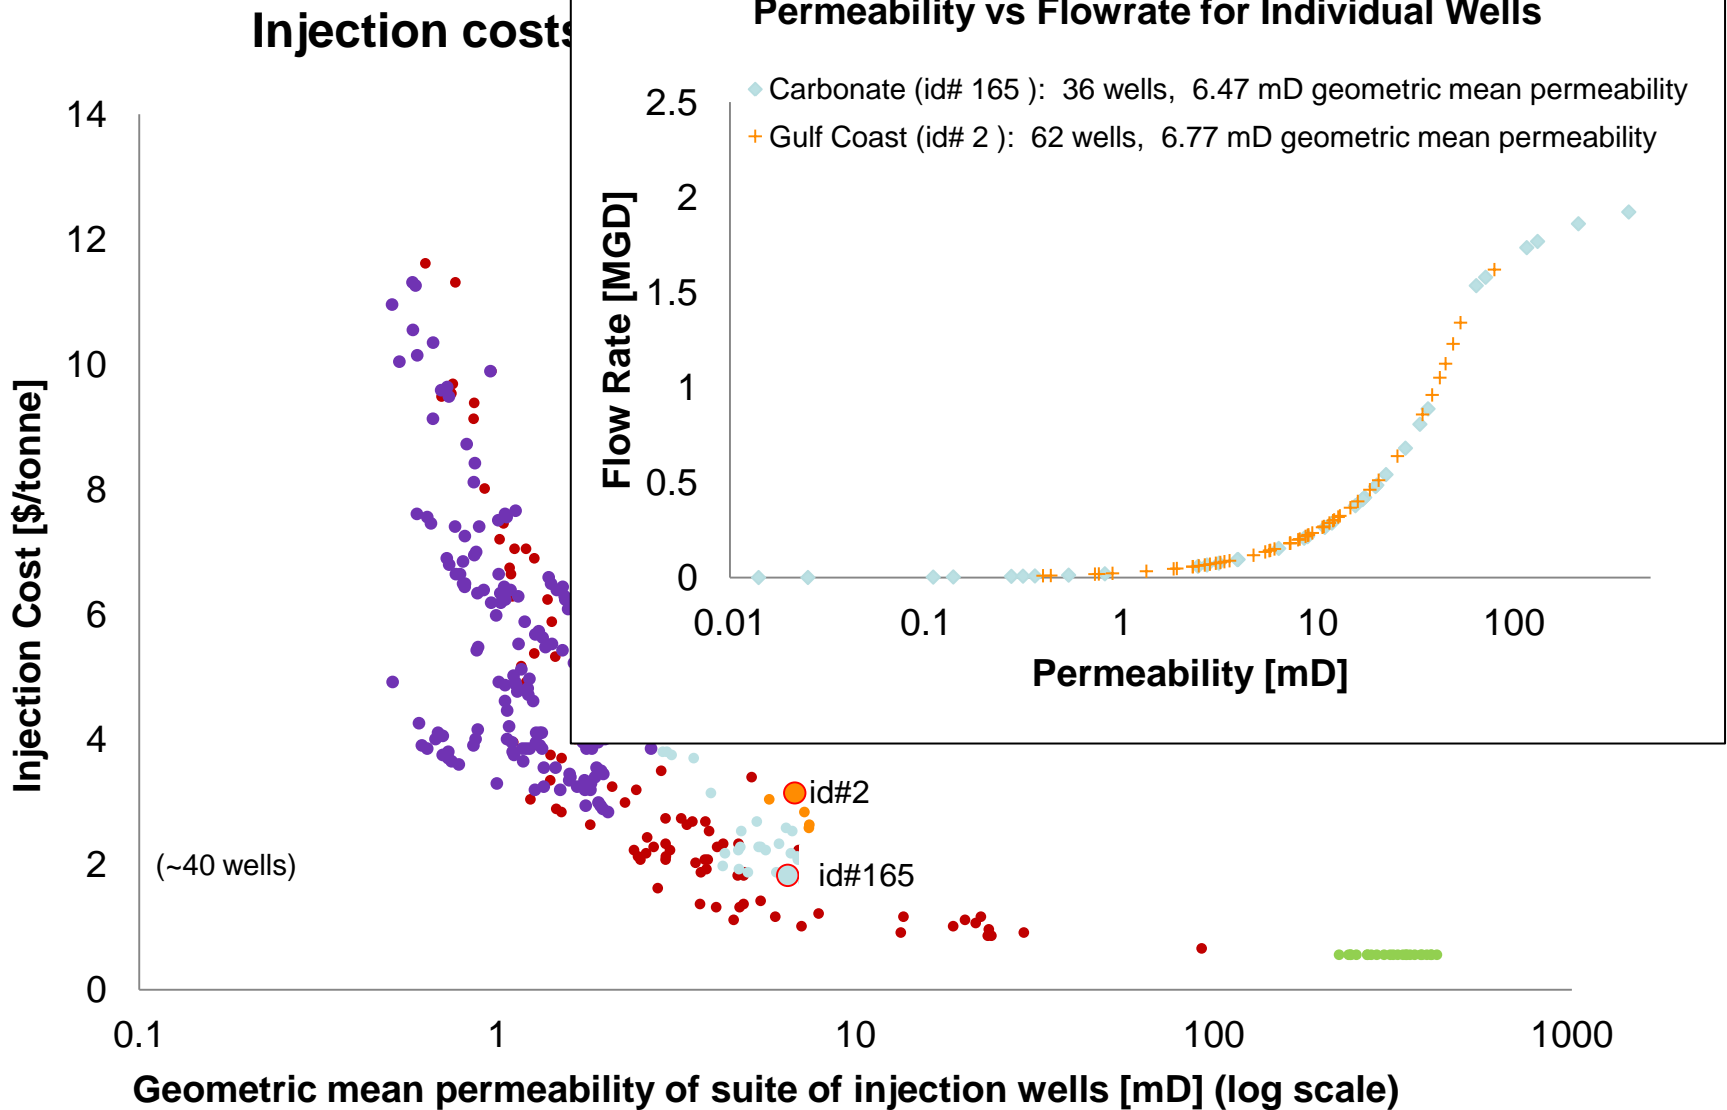 Injection costs
Permeability vs Flowrate for Individual Wells
Carbonate (id# 165 ): 36 wells, 6.47 mD geometric mean permeability
Gulf Coast (id# 2 ): 62 wells, 6.77 mD geometric mean permeability
2.5
2
1.5
1
0.5
0
Flow Rate [MGD]
0.01 0.1 1 10 100
Permeability [mD]
14
12
10
8
6
4
2
0
Injection Cost [$/tonne]
id#2
id#165
(~40 wells)
0.1 1 10 100 1000
Geometric mean permeability of suite of injection wells [mD] (log scale)